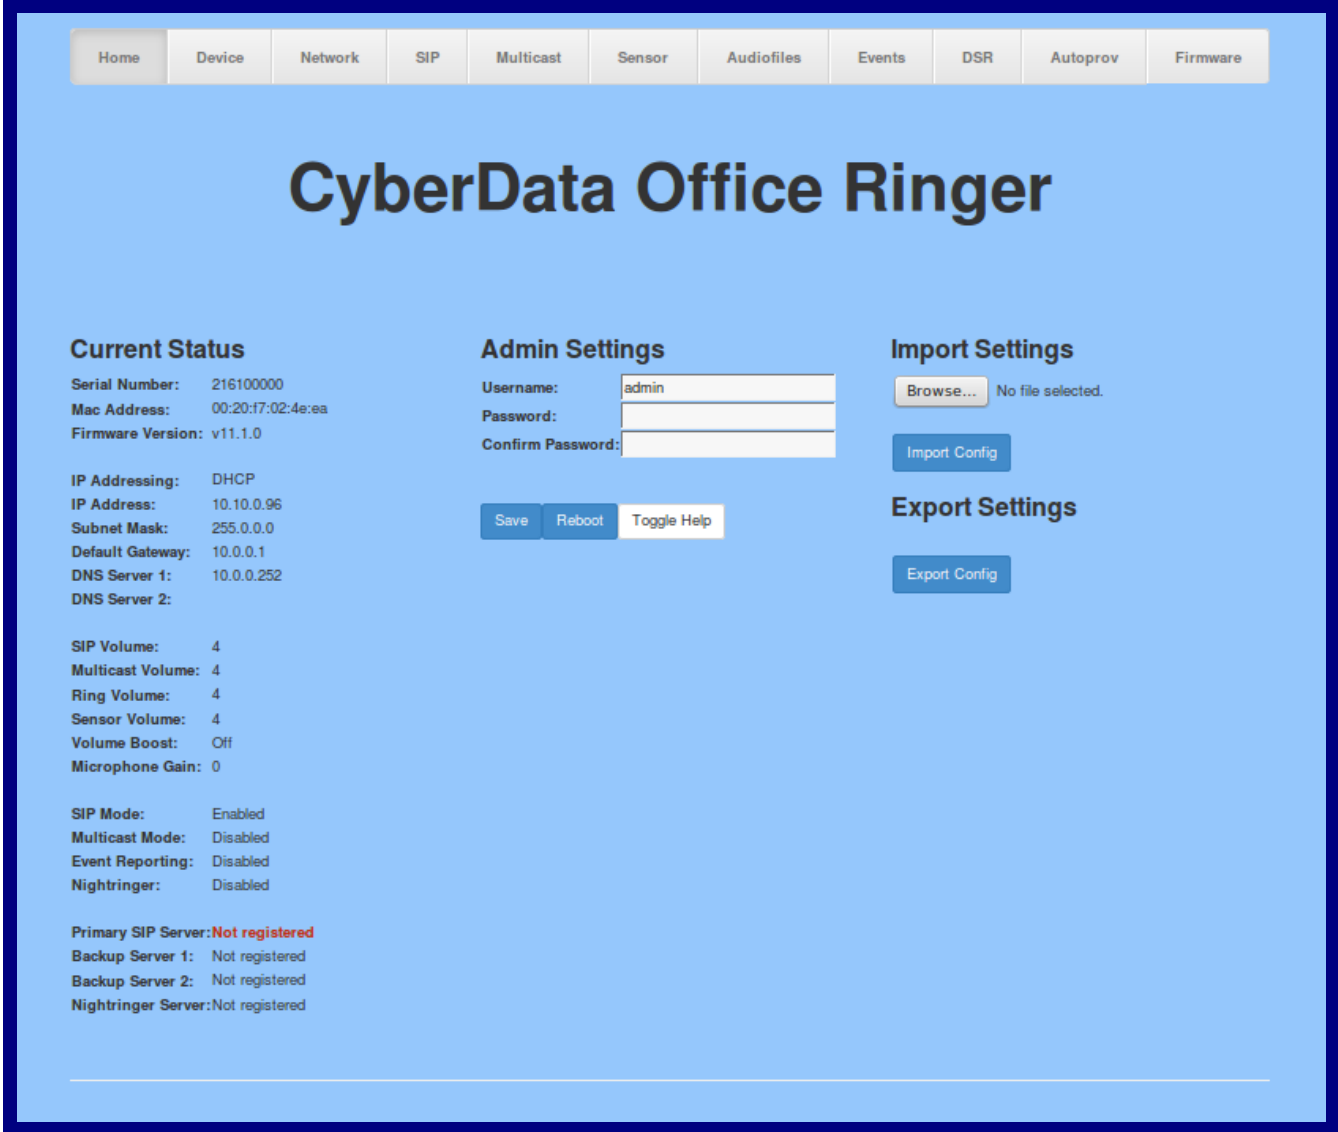 Home Device Network SIP Multicast Sensor Audiofiles Events DSR Autoprov Firmware
CyberData Office Ringer
Current Status
Serial Number: 216100000
Mac Address: 00:20:f7:02:4e:ea
Firmware Version: v11.1.0
IP Addressing: DHCP
IP Address: 10.10.0.96
Subnet Mask: 255.0.0.0
Default Gateway: 10.0.0.1
DNS Server 1: 10.0.0.252
DNS Server 2:
SIP Volume: 4
Multicast Volume: 4
Ring Volume: 4
Sensor Volume: 4
Volume Boost: Off
Microphone Gain: 0
SIP Mode: Enabled
Multicast Mode: Disabled
Event Reporting: Disabled
Nightringer: Disabled
Primary SIP Server: Not registered
Backup Server 1: Not registered
Backup Server 2: Not registered
Nightringer Server: Not registered
Admin Settings
Username: admin
Password:
Confirm Password:
Save Reboot Toggle Help
Import Settings
Browse... No file selected.
Import Config
Export Settings
Export Config